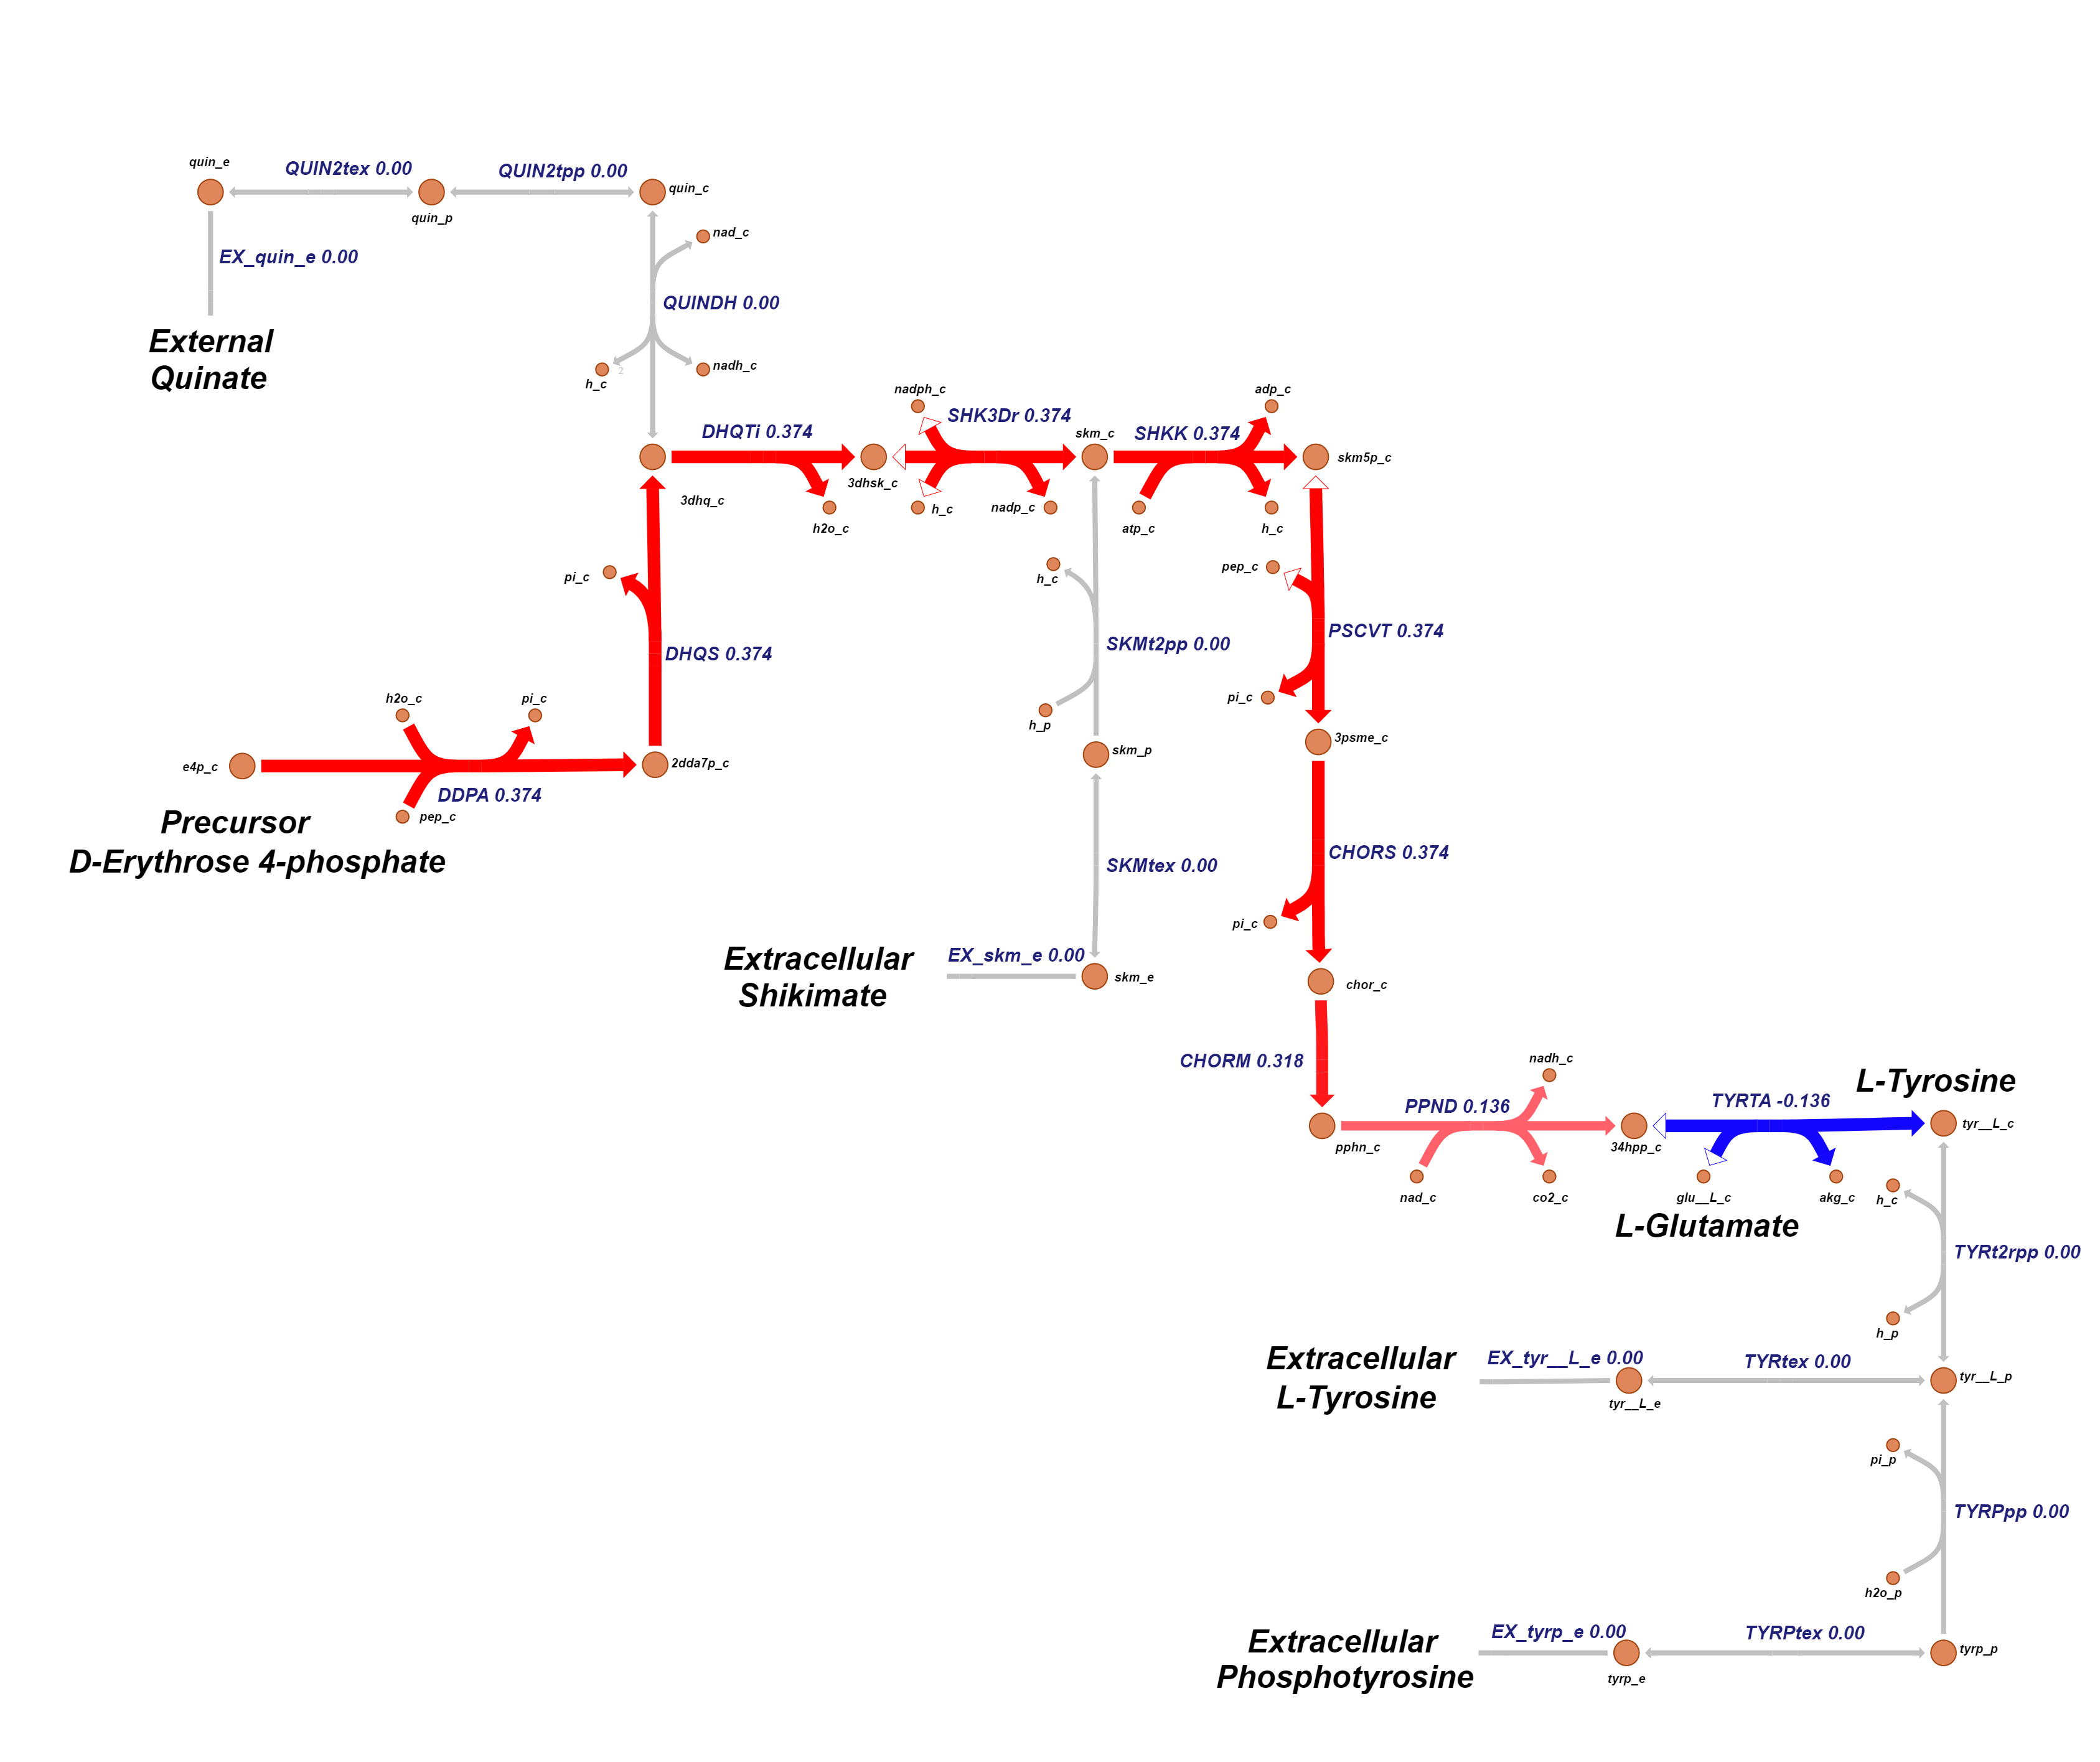 quin_e
QUIN2tex 0.00
QUIN2tpp 0.00
quin_c
quin_p
nad_c
EX_quin_e 0.00
QUINDH 0.00
External
Quinate
h_c
2
nadh_c
nadph_c
adp_c
DHQTi 0.374
SHK3Dr 0.374
skm_c
SHKK 0.374
skm5p_c
3dhq_c
3dhsk_c
h2o_c
h_c
nadp_c
atp_c
h_c
pi_c
h_c
pep_c
DHQS 0.374
SKMt2pp 0.00
PSCVT 0.374
h2o_c
pi_c
h_p
pi_c
e4p_c
2dda7p_c
skm_p
3psme_c
DDPA 0.374
pep_c
Precursor
D-Erythrose 4-phosphate
SKMtex 0.00
CHORS 0.374
pi_c
Extracellular
Shikimate
EX_skm_e 0.00
skm_e
chor_c
CHORM 0.318
nadh_c
L-Tyrosine
PPND 0.136
TYRTA -0.136
pphn_c
34hpp_c
tyr__L_c
nad_c
co2_c
glu__L_c
akg_c
h_c
L-Glutamate
TYRt2rpp 0.00
h_p
Extracellular
L-Tyrosine
EX_tyr__L_e 0.00
TYRtex 0.00
tyr__L_p
tyr__L_e
pi_p
TYRPpp 0.00
h2o_p
Extracellular
Phosphotyrosine
EX_tyrp_e 0.00
TYRPtex 0.00
tyrp_p
tyrp_e